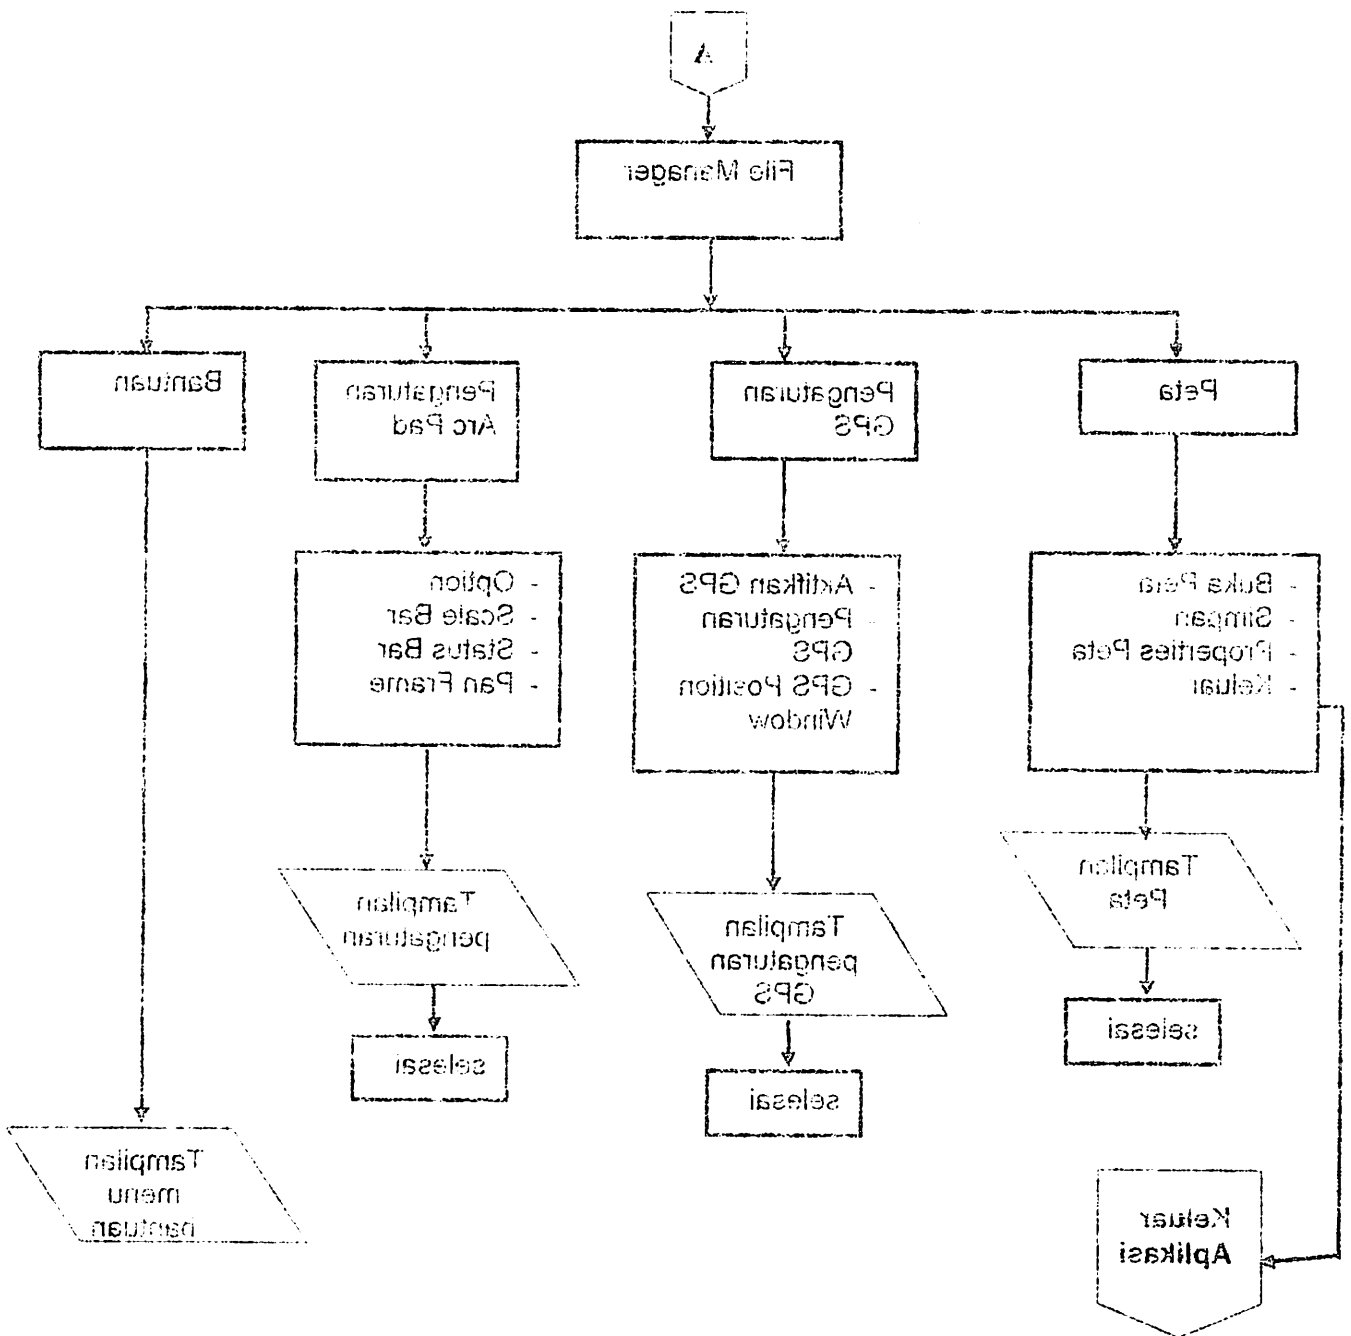 A
File Manager
Peta
Pengaturan
GPS
Pengaturan
Arc Pad
Bantuan
- Buka Peta
- Simpan
- Properties Peta
- Keluar
- Aktifkan GPS
- Pengaturan
GPS
- GPS Position
Window
- Option
- Scale Bar
- Status Bar
- Pan Frame
Tampilan
Peta
selesai
Tampilan
pengaturan
GPS
selesai
Tampilan
pengaturan
selesai
Tampilan
menu
bantuan
Keluar
Aplikasi